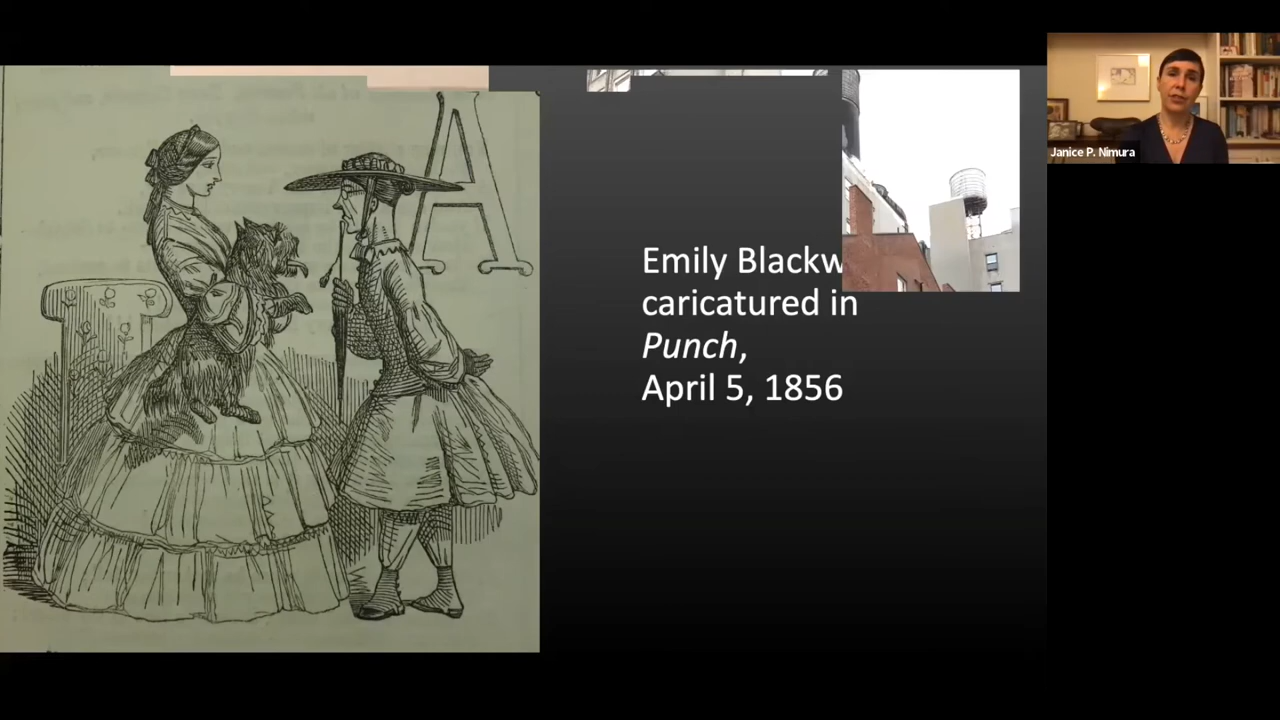 Emily Blackw
caricatured in
Punch,
April 5, 1856
Janice P. Nimura
A